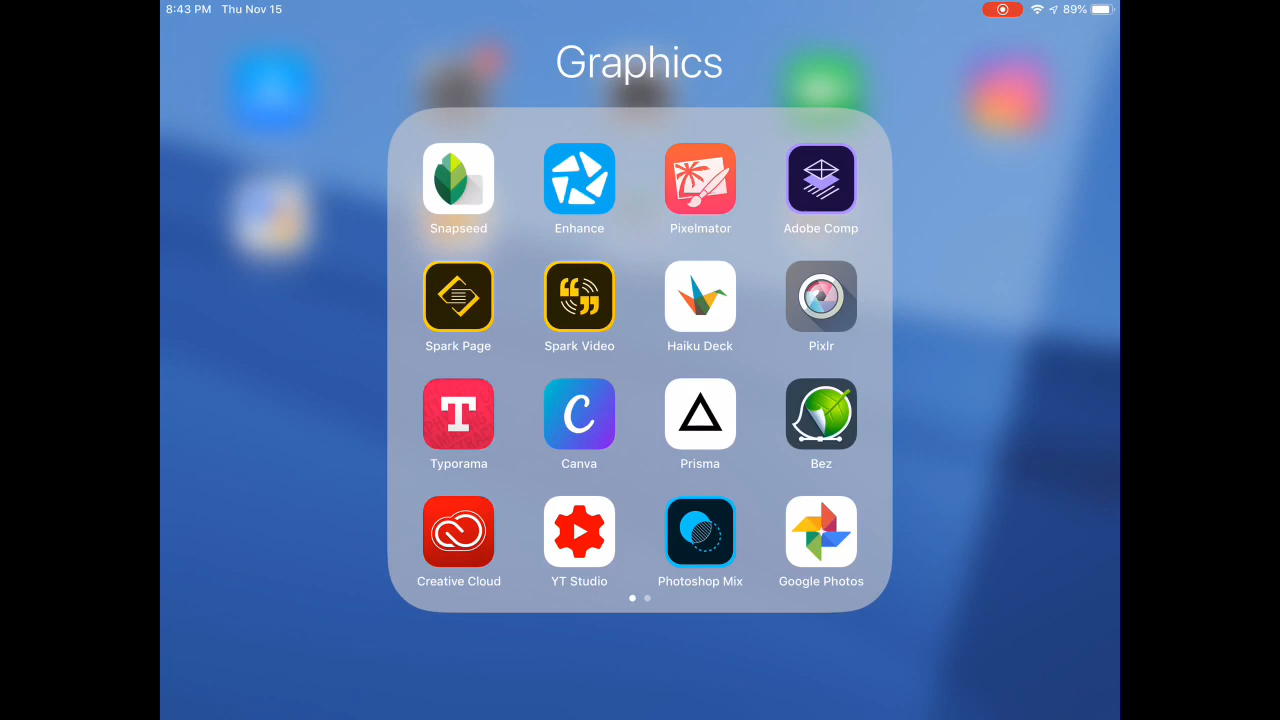 8:43 PM Thu Nov 15 89%
Graphics
Snapseed Enhance Pixelmator Adobe Comp
Spark Page Spark Video Haiku Deck Pixlr
T C
Typorama Canva Prisma Bez
Creative Cloud YT Studio Photoshop Mix Google Photos